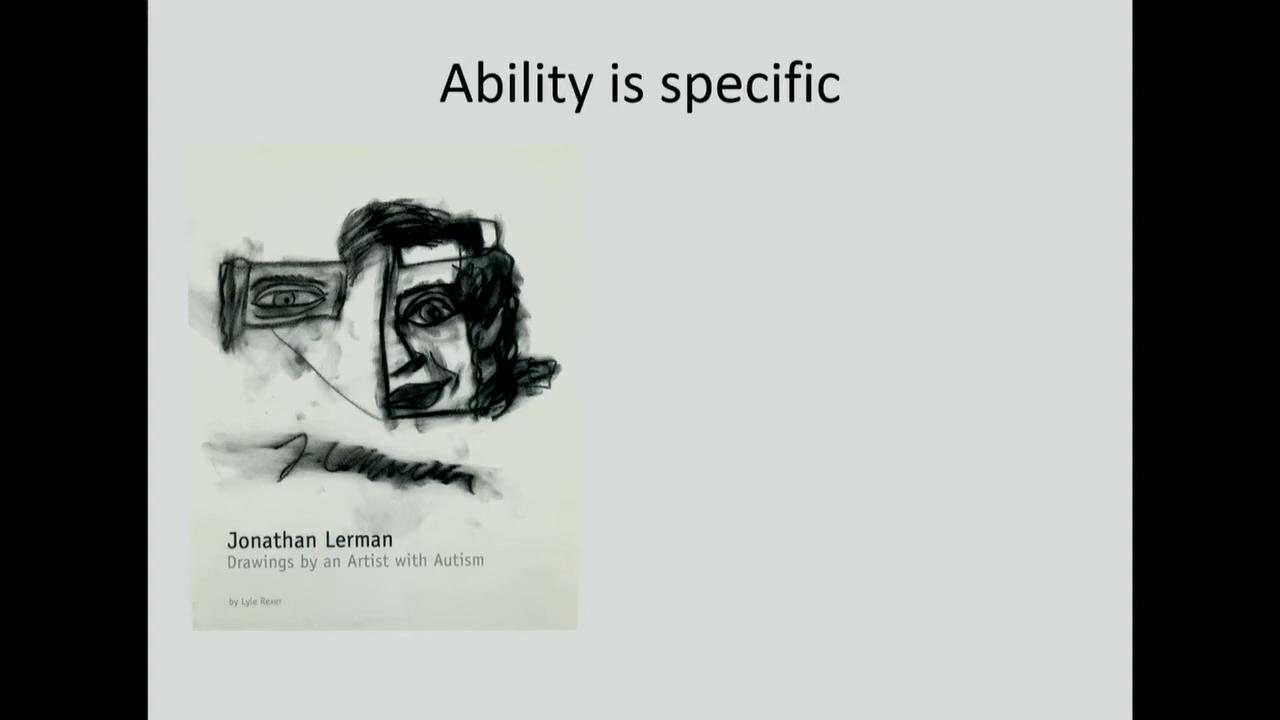 Ability is specific
Jonathan Lerman
Drawings by an Artist with Autism
by Lyle Rexer